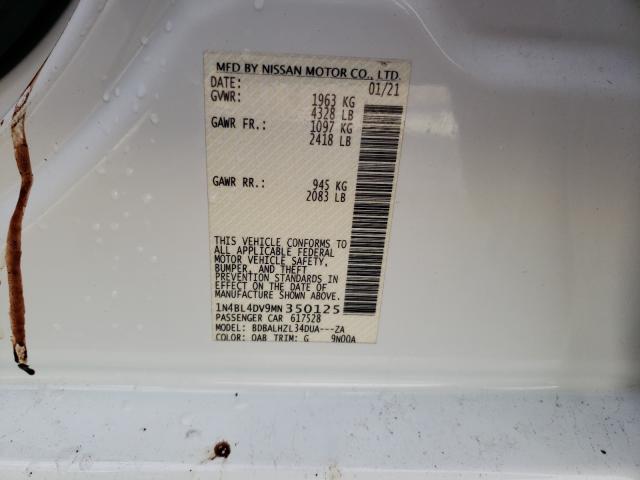 MFD BY NISSAN MOTOR CO., LTD.
DATE: 01/21
GVWR: 1963 KG
4328 LB
GAWR FR.: 1097 KG
2418 LB
GAWR RR.: 945 KG
2083 LB
THIS VEHICLE CONFORMS TO
ALL APPLICABLE FEDERAL
MOTOR VEHICLE SAFETY,
BUMPER, AND THEFT
PREVENTION STANDARDS IN
EFFECT ON THE DATE OF
MANUFACTURE SHOWN ABOVE.
1N4BL4DV9MN350125
PASSENGER CAR 617528
MODEL: BDBALHZL34DUA---ZA
COLOR: QAB TRIM: G 9N00A